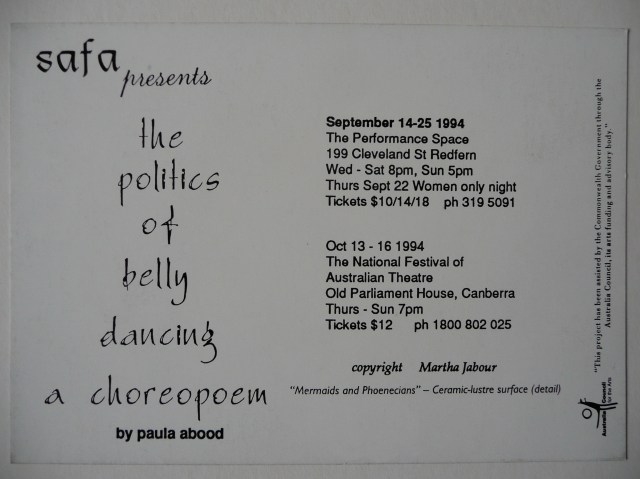 safa
presents
the
politics
of
belly
dancing
a choreopoem
by paula abood
September 14-25 1994
The Performance Space
199 Cleveland St Redfern
Wed - Sat 8pm, Sun 5pm
Thurs Sept 22 Women only night
Tickets $10/14/18 ph 319 5091
Oct 13 - 16 1994
The National Festival of
Australian Theatre
Old Parliament House, Canberra
Thurs - Sun 7pm
Tickets $12 ph 1800 802 025
copyright Martha Jabour
"Mermaids and Phoenecians" – Ceramic-lustre surface (detail)
"This project has been assisted by the Commonwealth Government through the
Australia Council, its arts funding and advisory body."
Australia Council
for the Arts